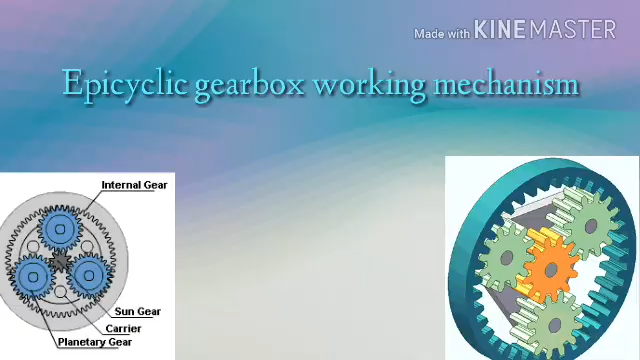 Made with KINEMASTER
Epicyclic gearbox working mechanism
Internal Gear
Sun Gear
Carrier
Planetary Gear